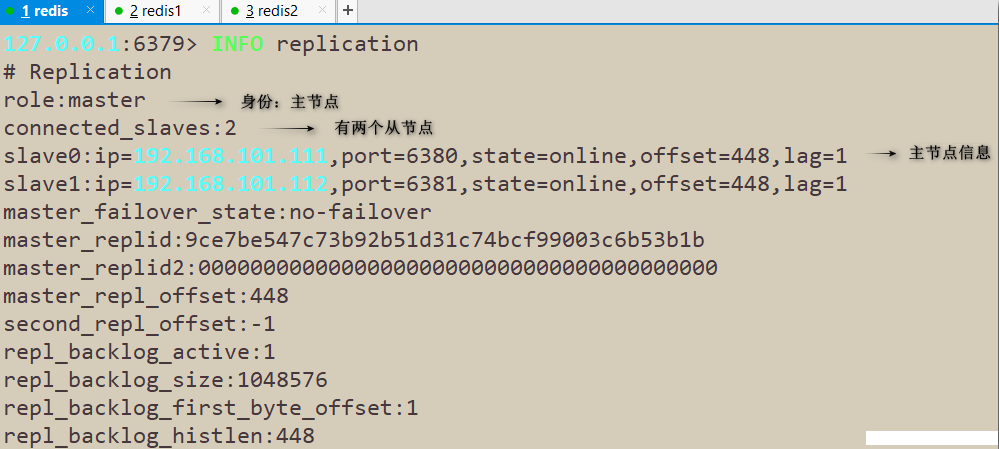 1 redis × 2 redis1 × 3 redis2 × +
127.0.0.1:6379> INFO replication
# Replication
role:master 身份：主节点
connected_slaves:2 有两个从节点
slave0:ip=192.168.101.111,port=6380,state=online,offset=448,lag=1 主节点信息
slave1:ip=192.168.101.112,port=6381,state=online,offset=448,lag=1
master_failover_state:no-failover
master_replid:9ce7be547c73b92b51d31c74bcf99003c6b53b1b
master_replid2:0000000000000000000000000000000000000000
master_repl_offset:448
second_repl_offset:-1
repl_backlog_active:1
repl_backlog_size:1048576
repl_backlog_first_byte_offset:1
repl_backlog_histlen:448